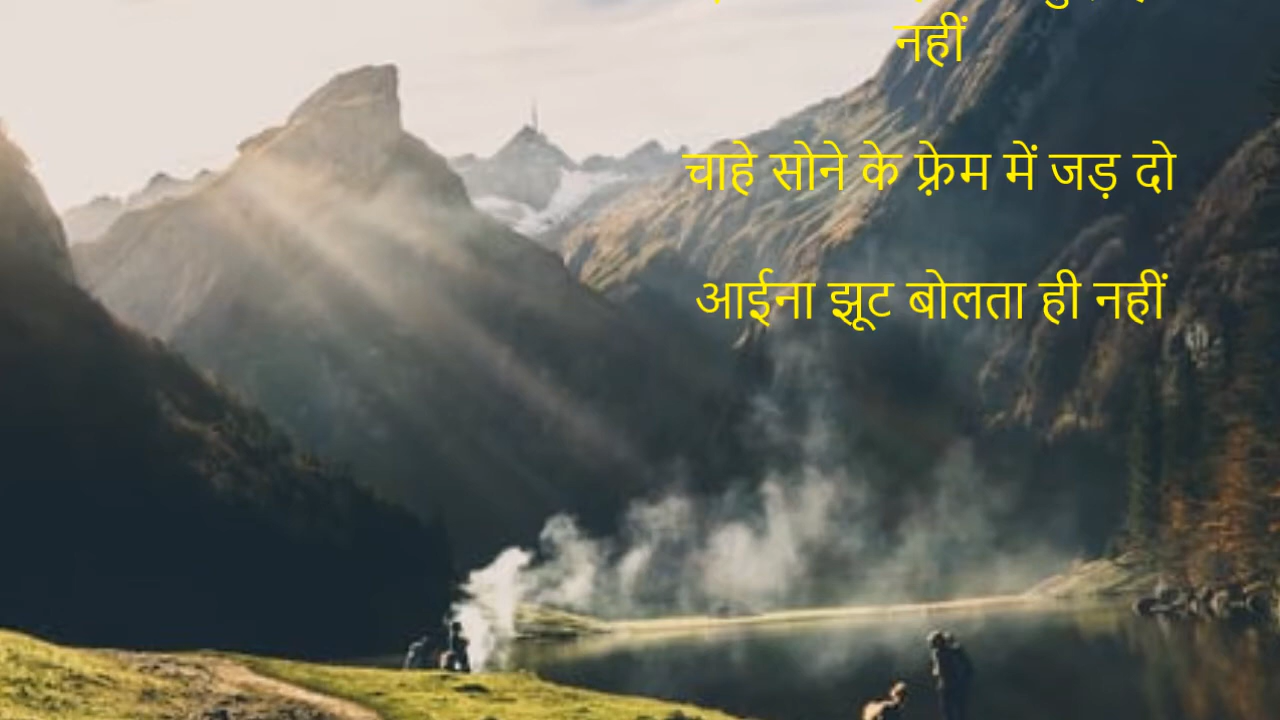 नहीं
चाहे सोने के फ़्रेम में जड़ दो
आईना झूट बोलता ही नहीं